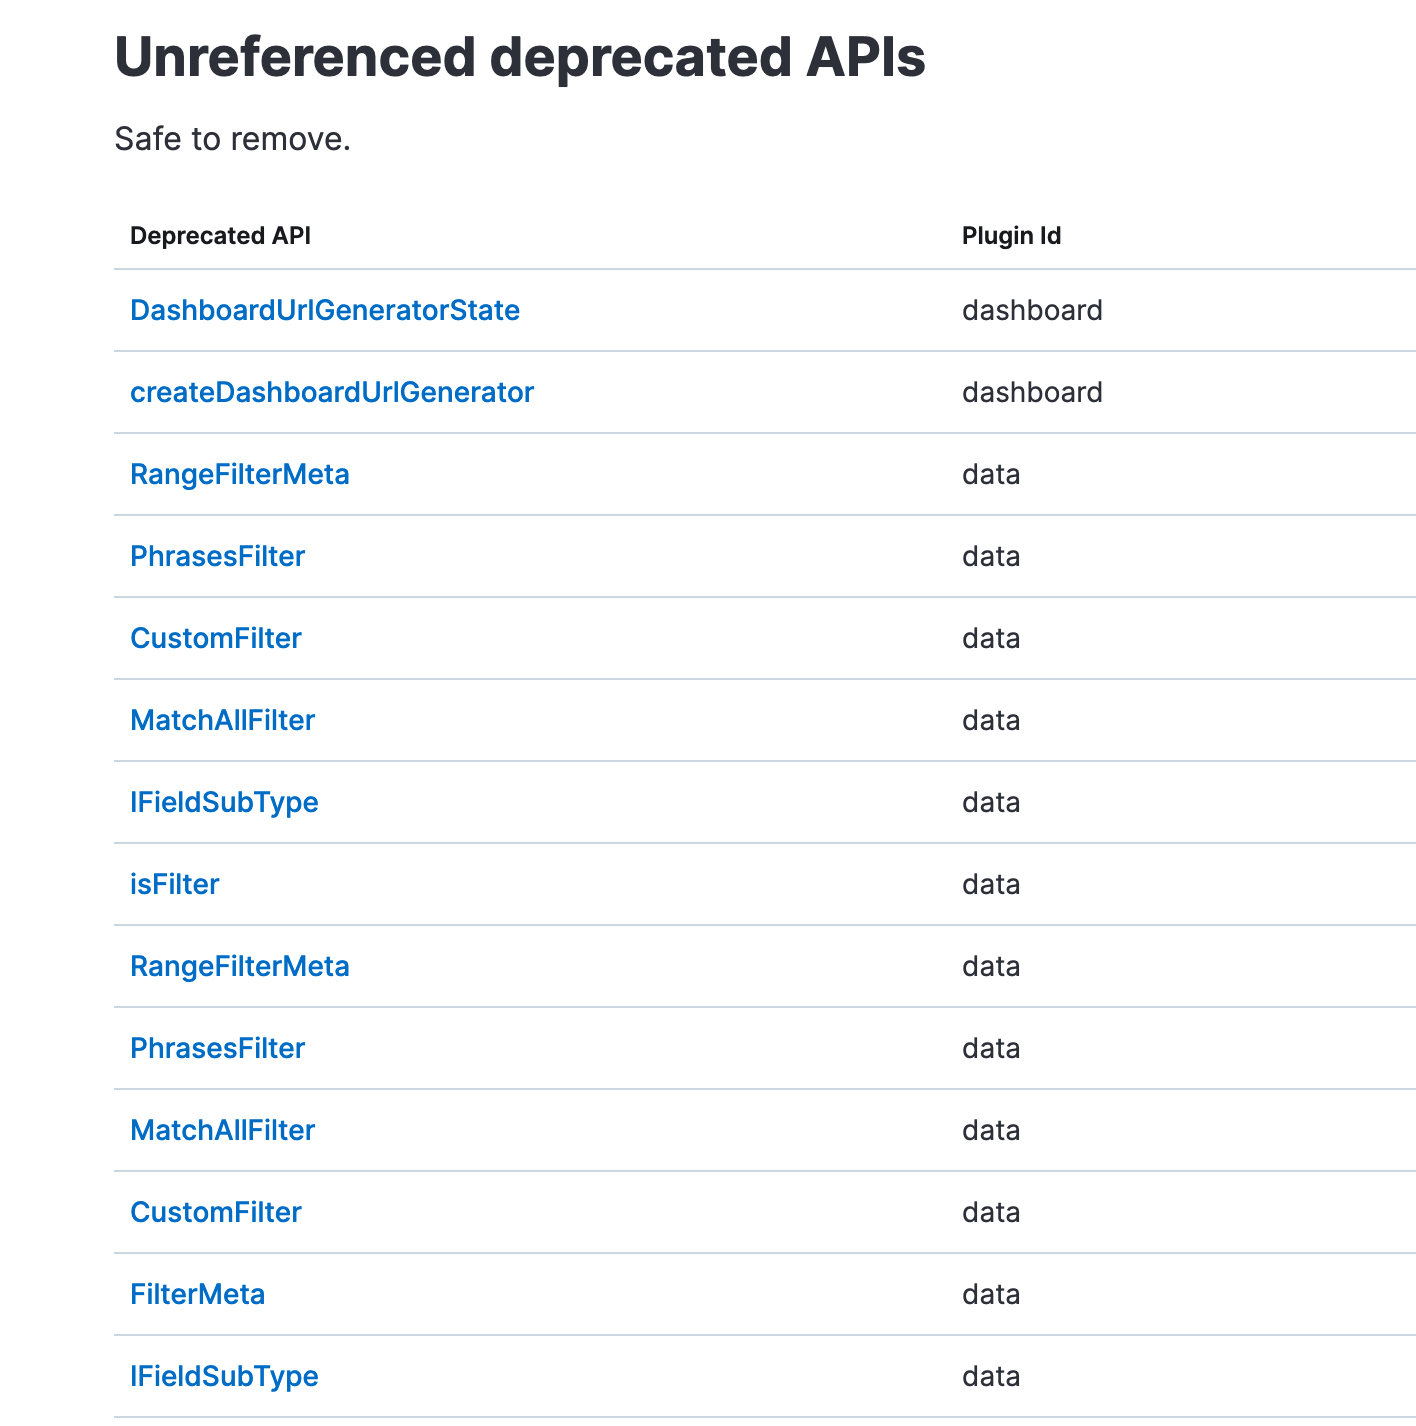 Unreferenced deprecated APIs
Safe to remove.
Deprecated API Plugin Id
DashboardUrlGeneratorState dashboard
createDashboardUrlGenerator dashboard
RangeFilterMeta data
PhrasesFilter data
CustomFilter data
MatchAllFilter data
IFieldSubType data
isFilter data
RangeFilterMeta data
PhrasesFilter data
MatchAllFilter data
CustomFilter data
FilterMeta data
IFieldSubType data